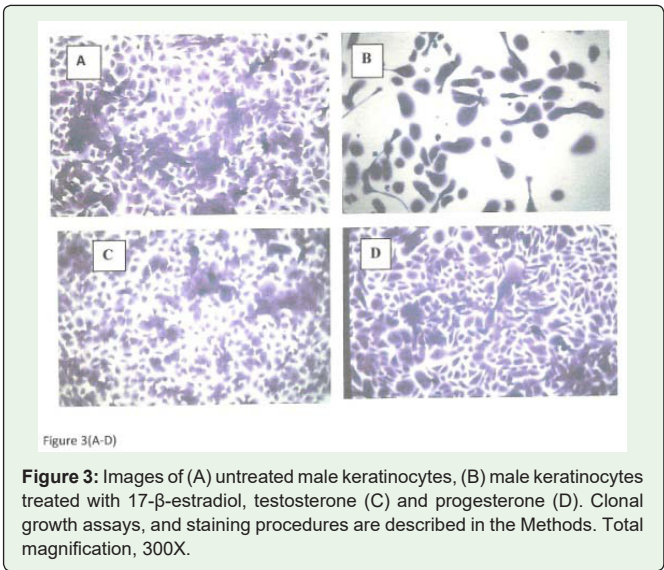 A
B
C
D
Figure 3(A-D)
Figure 3: Images of (A) untreated male keratinocytes, (B) male keratinocytes
treated with 17-β-estradiol, testosterone (C) and progesterone (D). Clonal
growth assays, and staining procedures are described in the Methods. Total
magnification, 300X.